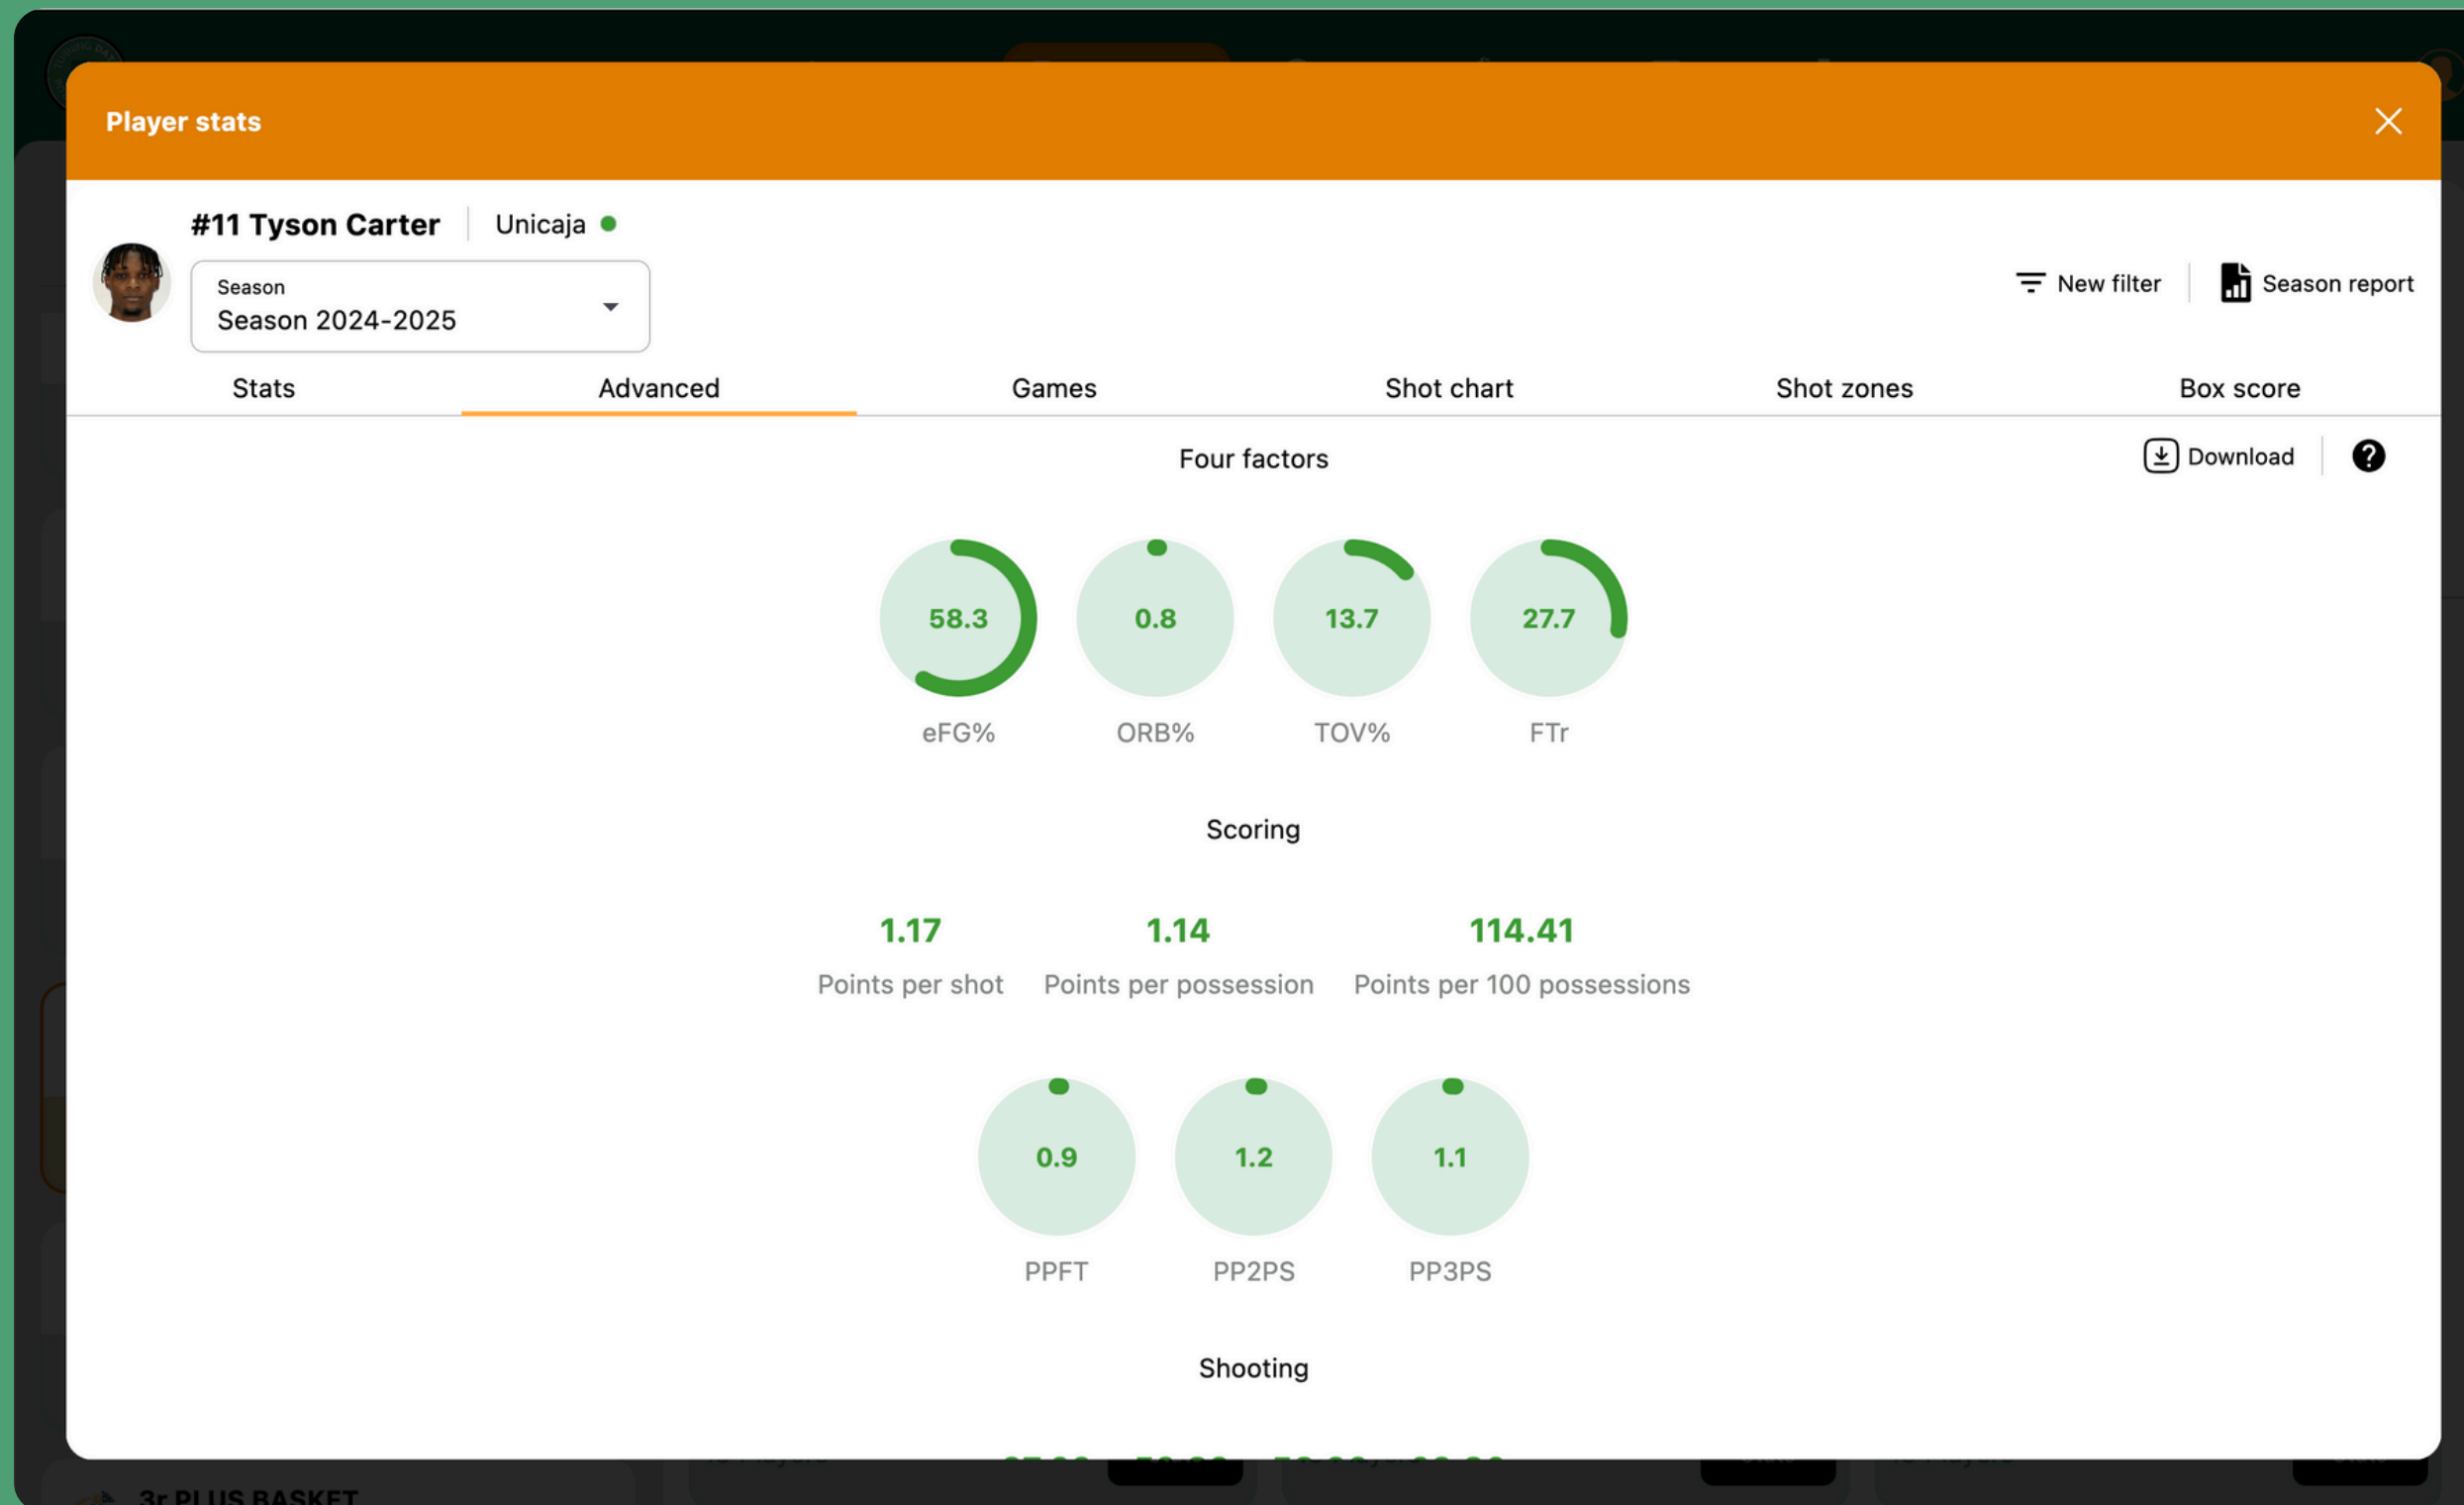 Player stats
#11 Tyson Carter
Unicaja
Season
Season 2024-2025
New filter
Season report
Stats
Advanced
Games
Shot chart
Shot zones
Box score
Four factors
Download
?
58.3
0.8
13.7
27.7
eFG%
ORB%
TOV%
FTr
Scoring
1.17
1.14
114.41
Points per shot
Points per possession
Points per 100 possessions
0.9
1.2
1.1
PPFT
PP2PS
PP3PS
Shooting
3r PLUS BASKET